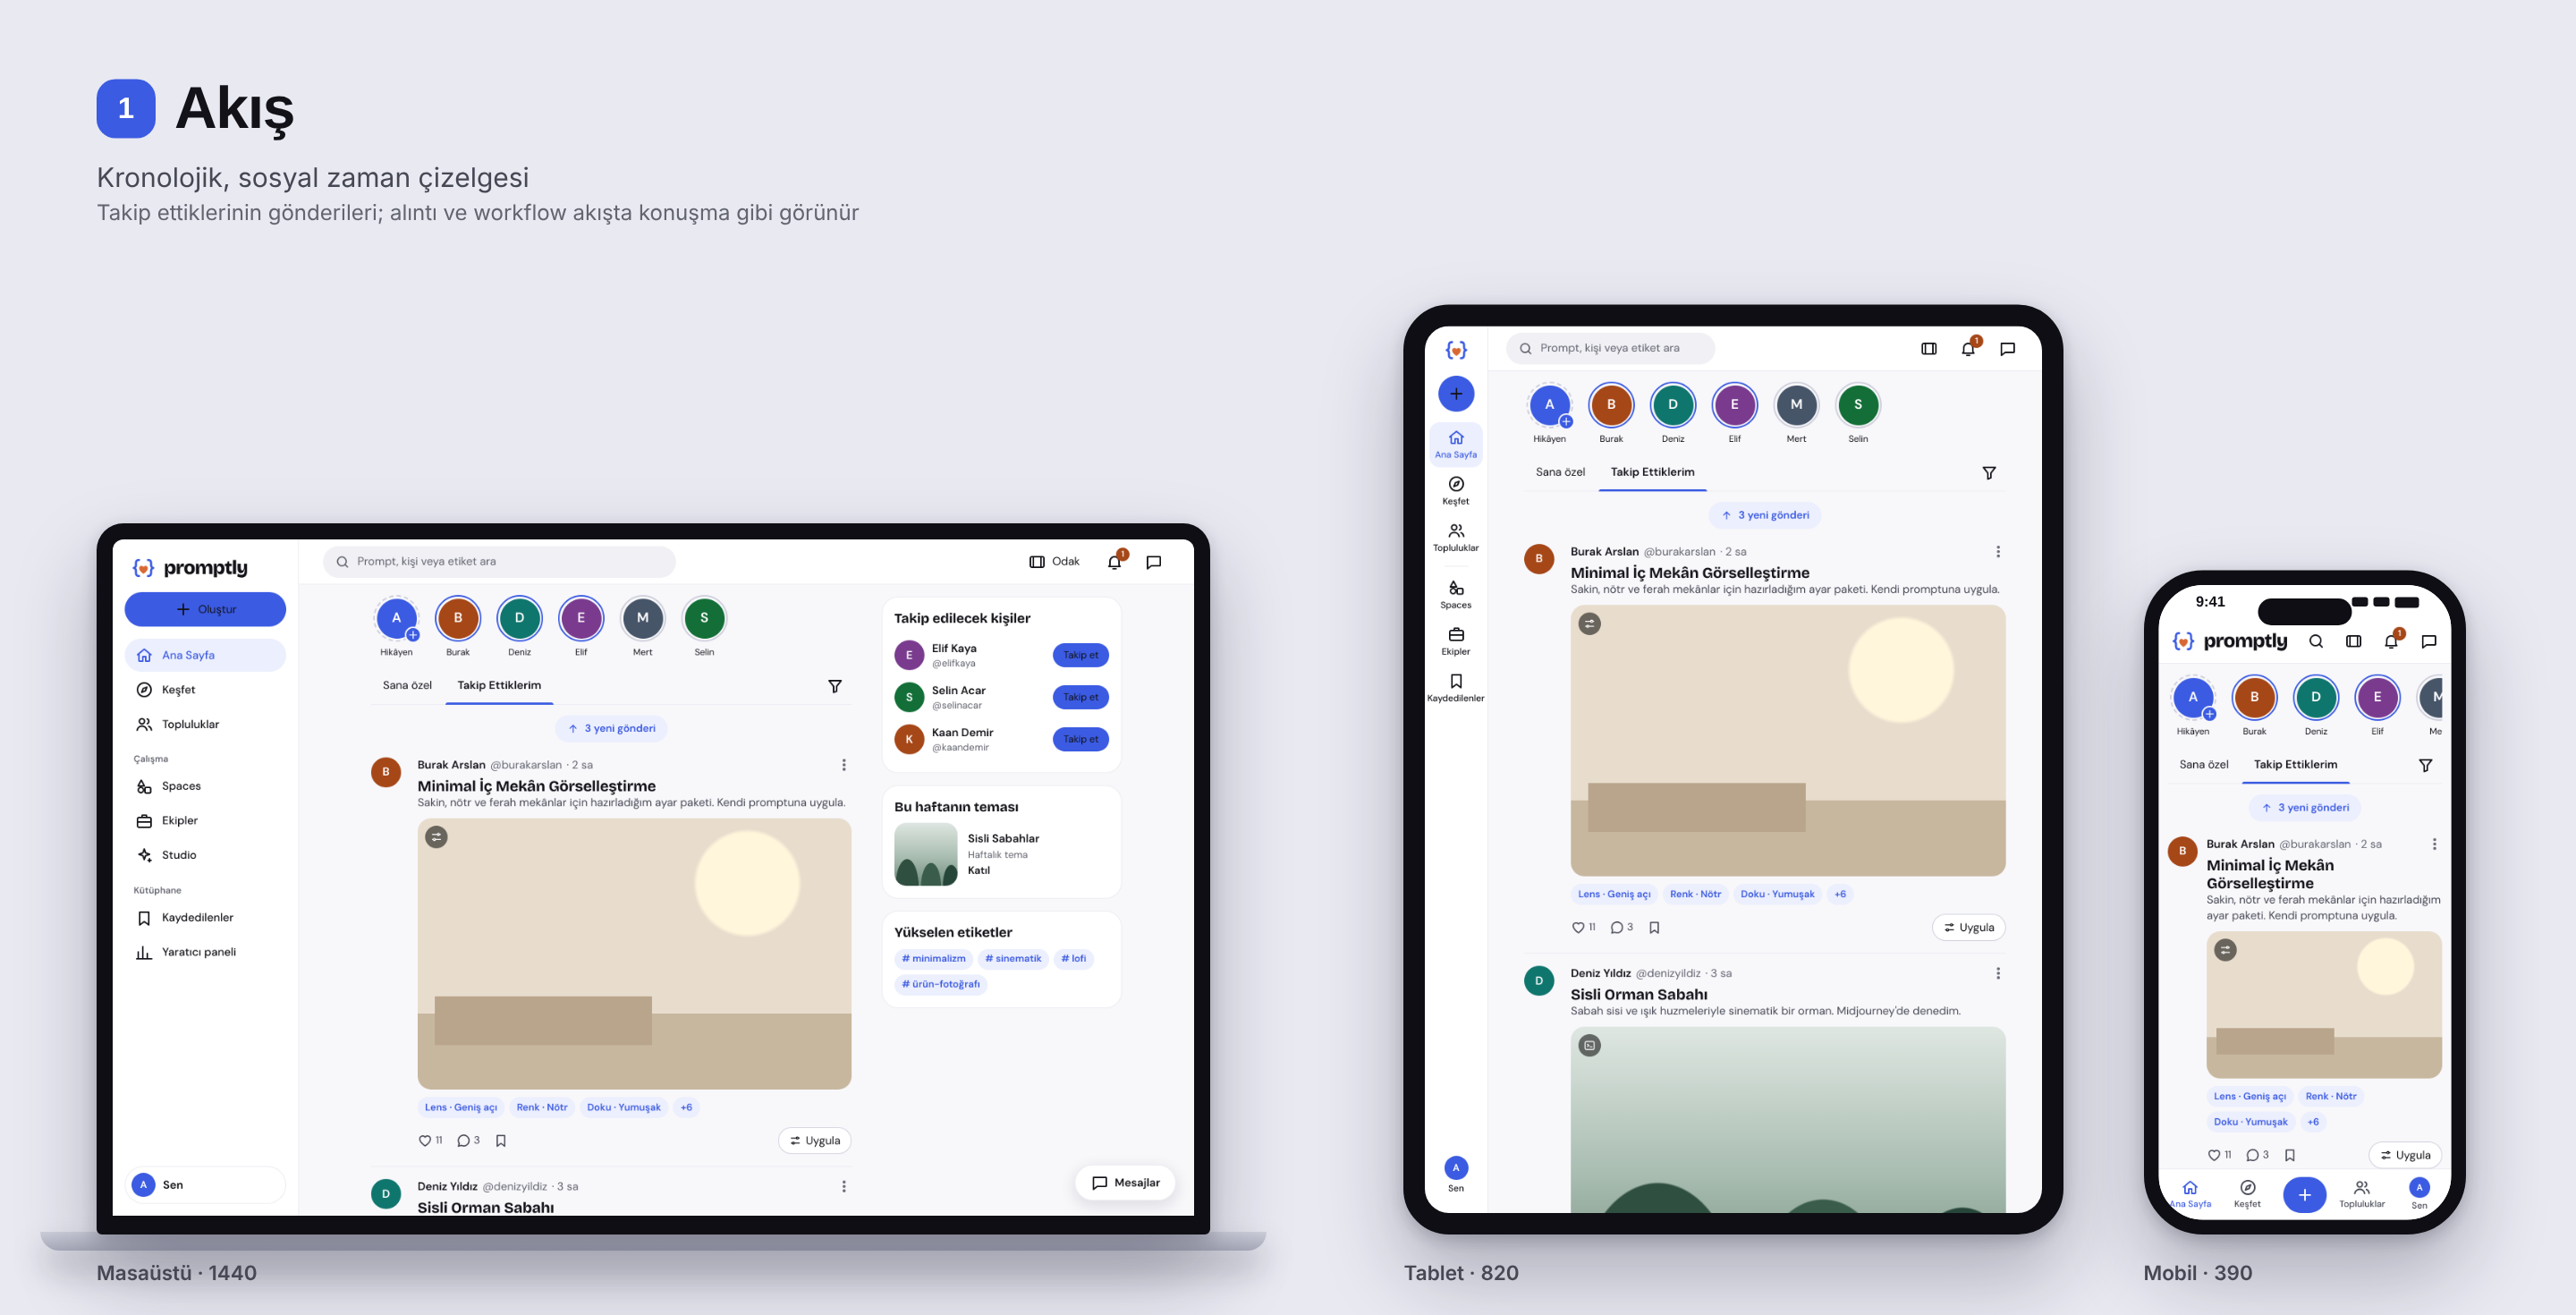 1 Akış
Kronolojik, sosyal zaman çizelgesi
Takip ettiklerinin gönderileri; alıntı ve workflow akışta konuşma gibi görünür
promptly
Oluştur
Ana Sayfa
Keşfet
Topluluklar
Çalışma
Spaces
Ekipler
Studio
Kütüphane
Kaydedilenler
Yaratıcı paneli
A Sen
Prompt, kişi veya etiket ara
Odak
1
A B D E M S
Hikâyen Burak Deniz Elif Mert Selin
Sana özel Takip Ettiklerim
3 yeni gönderi
B Burak Arslan @burakarslan · 2 sa
Minimal İç Mekân Görselleştirme
Sakin, nötr ve ferah mekânlar için hazırladığım ayar paketi. Kendi promptuna uygula.
Lens · Geniş açı Renk · Nötr Doku · Yumuşak +6
11 3 Uygula
D Deniz Yıldız @denizyildiz · 3 sa
Sisli Orman Sabahı
Takip edilecek kişiler
E Elif Kaya
@elifkaya
Takip et
S Selin Acar
@selinacar
Takip et
K Kaan Demir
@kaandemir
Takip et
Bu haftanın teması
Sisli Sabahlar
Haftalık tema
Katıl
Yükselen etiketler
# minimalizm # sinematik # lofi
# ürün-fotoğrafı
Mesajlar
Masaüstü · 1440
Ana Sayfa
Keşfet
Topluluklar
Spaces
Ekipler
Kaydedilenler
A
Sen
Prompt, kişi veya etiket ara
1
A B D E M S
Hikâyen Burak Deniz Elif Mert Selin
Sana özel Takip Ettiklerim
3 yeni gönderi
B Burak Arslan @burakarslan · 2 sa
Minimal İç Mekân Görselleştirme
Sakin, nötr ve ferah mekânlar için hazırladığım ayar paketi. Kendi promptuna uygula.
Lens · Geniş açı Renk · Nötr Doku · Yumuşak +6
11 3 Uygula
D Deniz Yıldız @denizyildiz · 3 sa
Sisli Orman Sabahı
Sabah sisi ve ışık huzmeleriyle sinematik bir orman. Midjourney'de denedim.
Tablet · 820
9:41
promptly
1
A B D E M
Hikâyen Burak Deniz Elif Me
Sana özel Takip Ettiklerim
3 yeni gönderi
B Burak Arslan @burakarslan · 2 sa
Minimal İç Mekân
Görselleştirme
Sakin, nötr ve ferah mekânlar için hazırladığım
ayar paketi. Kendi promptuna uygula.
Lens · Geniş açı Renk · Nötr
Doku · Yumuşak +6
11 3 Uygula
A
Ana Sayfa Keşfet Topluluklar Sen
Mobil · 390